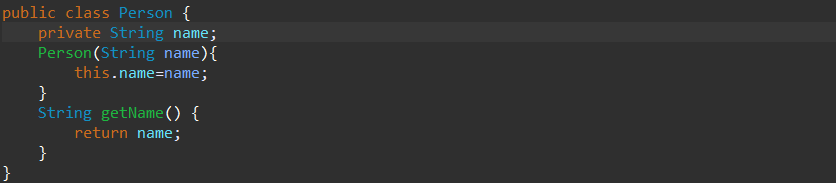 public class Person {
    private String name;
    Person(String name){
        this.name=name;
    }
    String getName() {
        return name;
    }
}